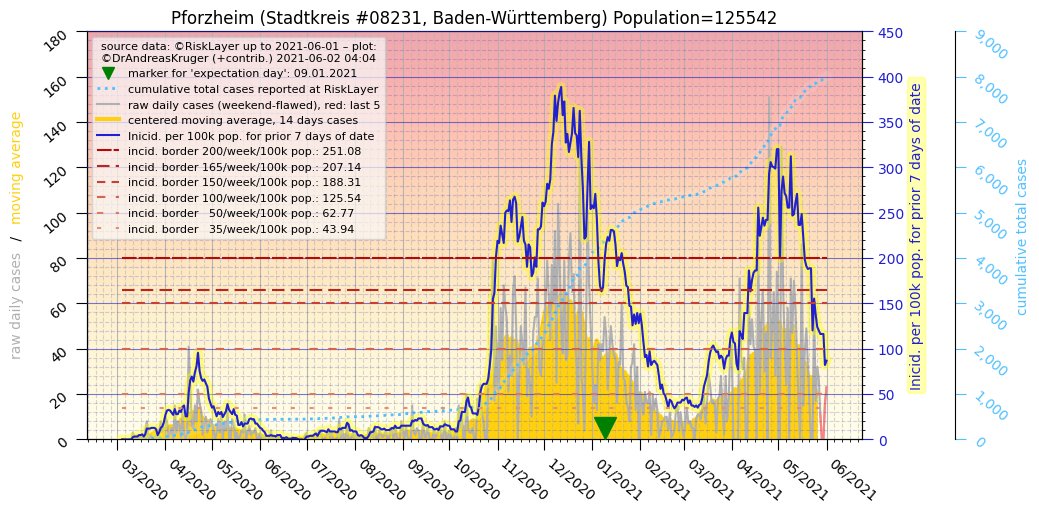 Pforzheim (Stadtkreis #08231, Baden-Württemberg) Population=125542
source data: ©RiskLayer up to 2021-06-01 – plot:
©DrAndreasKruger (+contrib.) 2021-06-02 04:04
marker for 'expectation day': 09.01.2021
cumulative total cases reported at RiskLayer
raw daily cases (weekend-flawed), red: last 5
centered moving average, 14 days cases
Inicid. per 100k pop. for prior 7 days of date
incid. border 200/week/100k pop.: 251.08
incid. border 165/week/100k pop.: 207.14
incid. border 150/week/100k pop.: 188.31
incid. border 100/week/100k pop.: 125.54
incid. border 50/week/100k pop.: 62.77
incid. border 35/week/100k pop.: 43.94
raw daily cases / moving average
180
160
140
120
100
80
60
40
20
0
450
400
350
300
250
200
150
100
50
0
Inicid. per 100k pop. for prior 7 days of date
9,000
8,000
7,000
6,000
5,000
4,000
3,000
2,000
1,000
0
cumulative total cases
03/2020
04/2020
05/2020
06/2020
07/2020
08/2020
09/2020
10/2020
11/2020
12/2020
01/2021
02/2021
03/2021
04/2021
05/2021
06/2021